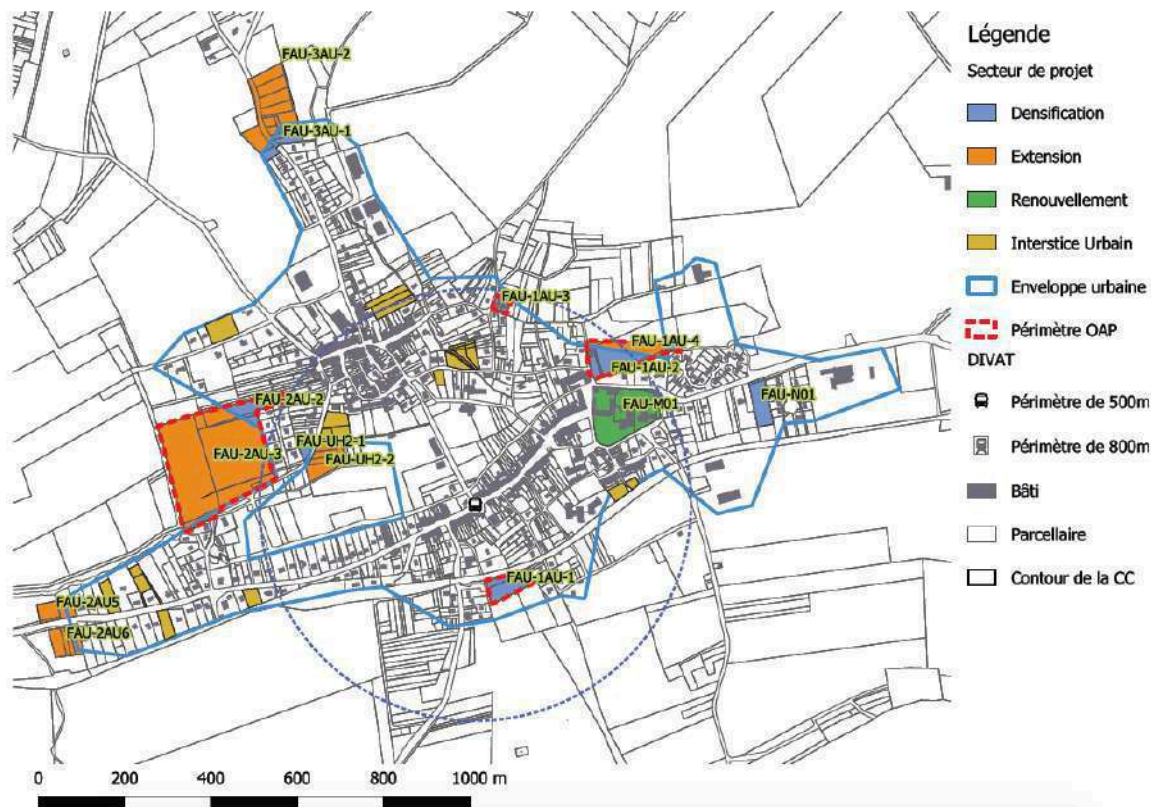 FAU-3AU-2
FAU-3AU-1
FAU-1AU-3
FAU-1AU-4
FAU-1AU-2
FAU-2AU-2
FAU-M01
FAU-N01
FAU-UH2-1
FAU-2AU-3
FAU-UH2-2
FAU-1AU-1
FAU-2AU5
FAU-2AU6
0 200 400 600 800 1000 m
Légende
Secteur de projet
Densification
Extension
Renouvellement
Interstice Urbain
Enveloppe urbaine
Périmètre OAP
DIVAT
Périmètre de 500m
Périmètre de 800m
Bâti
Parcellaire
Contour de la CC